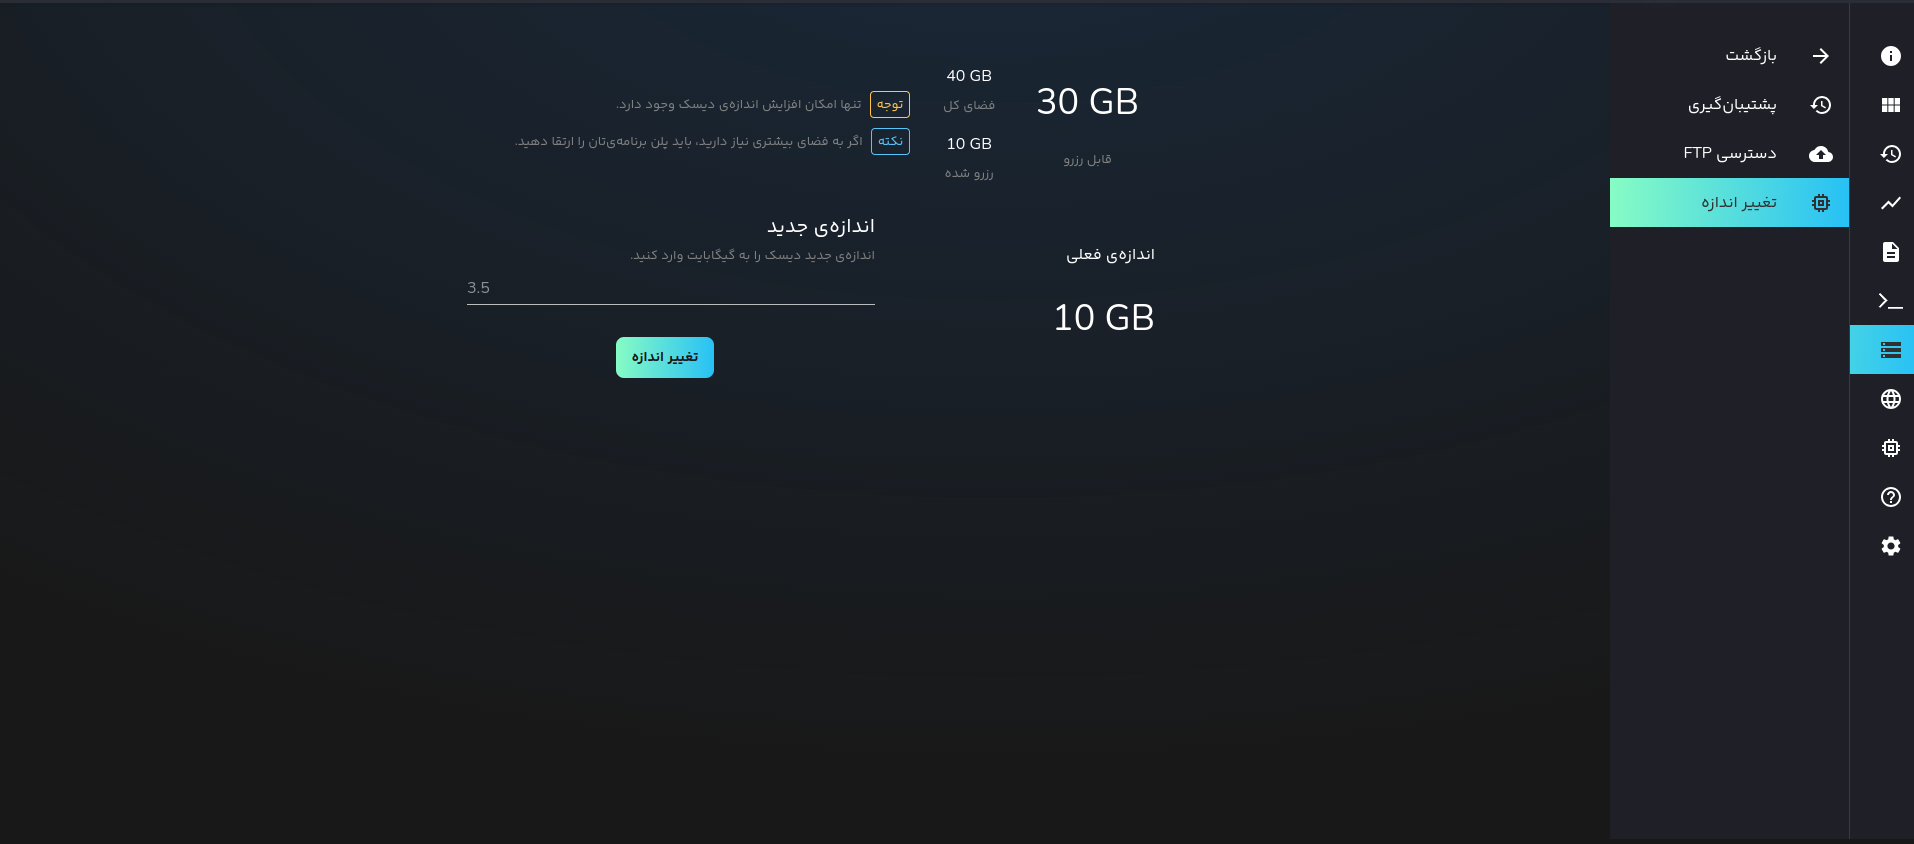 بازگشت
پشتیبان‌گیری
دسترسی FTP
تغییر اندازه
30 GB
قابل رزرو
40 GB
فضای کل
10 GB
رزرو شده
توجه تنها امکان افزایش اندازه‌ی دیسک وجود دارد.
نکته اگر به فضای بیشتری نیاز دارید، باید پلن برنامه‌ی‌تان را ارتقا دهید.
اندازه‌ی فعلی
10 GB
اندازه‌ی جدید
اندازه‌ی جدید دیسک را به گیگابایت وارد کنید.
3.5
تغییر اندازه